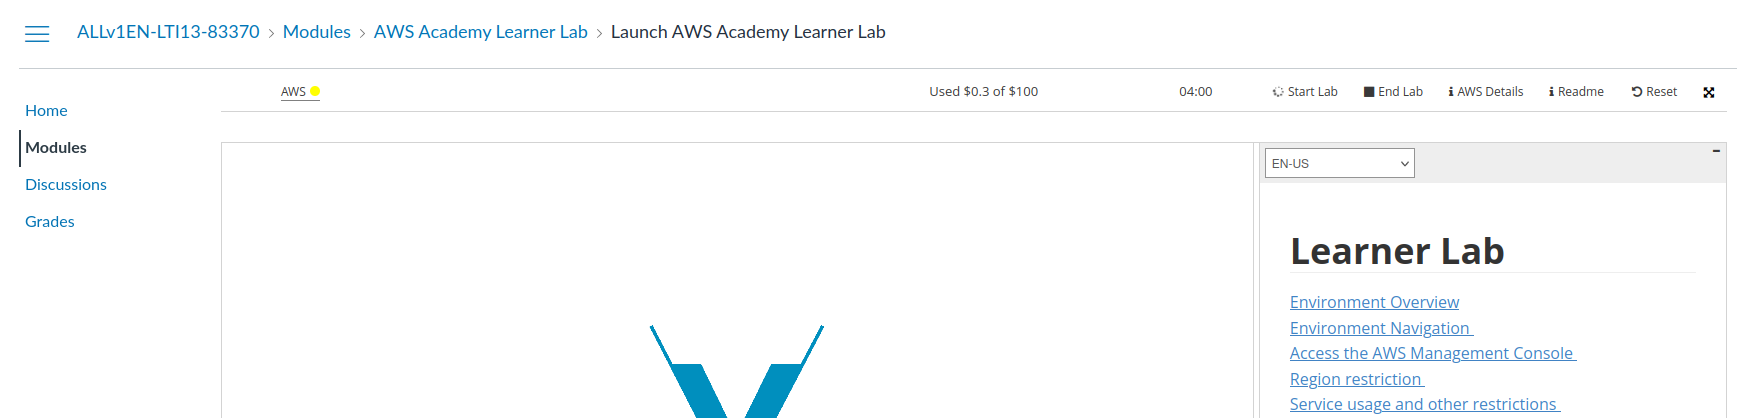 ALLv1EN-LTI13-83370 > Modules > AWS Academy Learner Lab > Launch AWS Academy Learner Lab
AWS Used $0.3 of $100 04:00 Start Lab End Lab AWS Details Readme Reset
Home
Modules
Discussions
Grades
EN-US
Learner Lab
Environment Overview
Environment Navigation
Access the AWS Management Console
Region restriction
Service usage and other restrictions